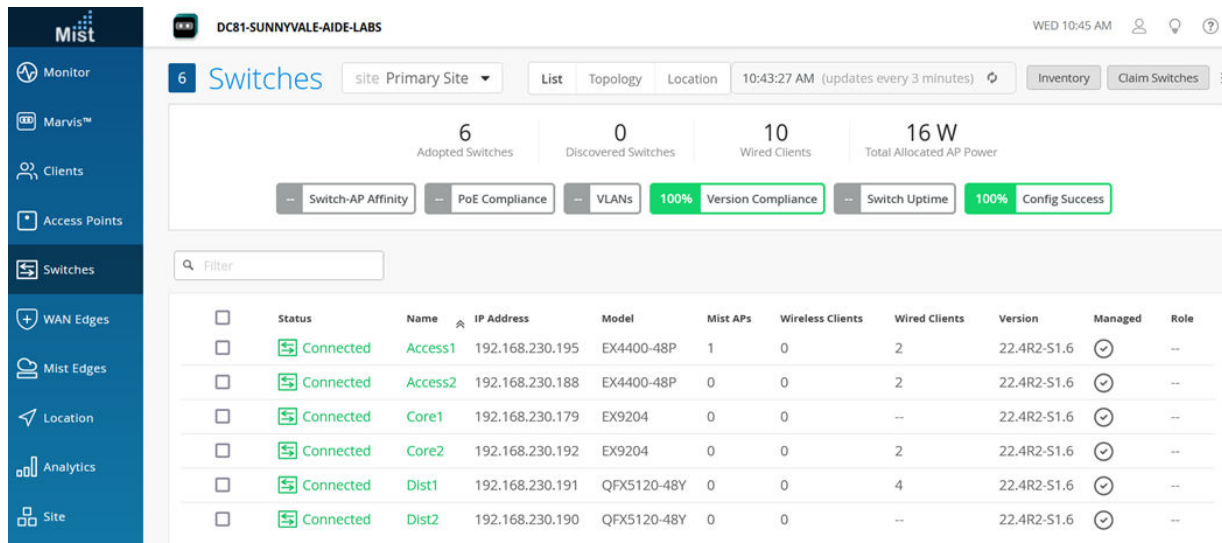 Mist
DC81-SUNNYVALE-AIDE-LABS
WED 10:45 AM
Monitor
Marvis™
Clients
Access Points
Switches
WAN Edges
Mist Edges
Location
Analytics
Site
6 Switches site Primary Site List Topology Location 10:43:27 AM (updates every 3 minutes) Inventory Claim Switches
6 0 10 16 W
Adopted Switches Discovered Switches Wired Clients Total Allocated AP Power
-- Switch-AP Affinity -- PoE Compliance -- VLANs 100% Version Compliance -- Switch Uptime 100% Config Success
Filter
Status Name IP Address Model Mist APs Wireless Clients Wired Clients Version Managed Role
Connected Access1 192.168.230.195 EX4400-48P 1 0 2 22.4R2-S1.6 --
Connected Access2 192.168.230.188 EX4400-48P 0 0 2 22.4R2-S1.6 --
Connected Core1 192.168.230.179 EX9204 0 0 -- 22.4R2-S1.6 --
Connected Core2 192.168.230.192 EX9204 0 0 2 22.4R2-S1.6 --
Connected Dist1 192.168.230.191 QFX5120-48Y 0 0 4 22.4R2-S1.6 --
Connected Dist2 192.168.230.190 QFX5120-48Y 0 0 -- 22.4R2-S1.6 --